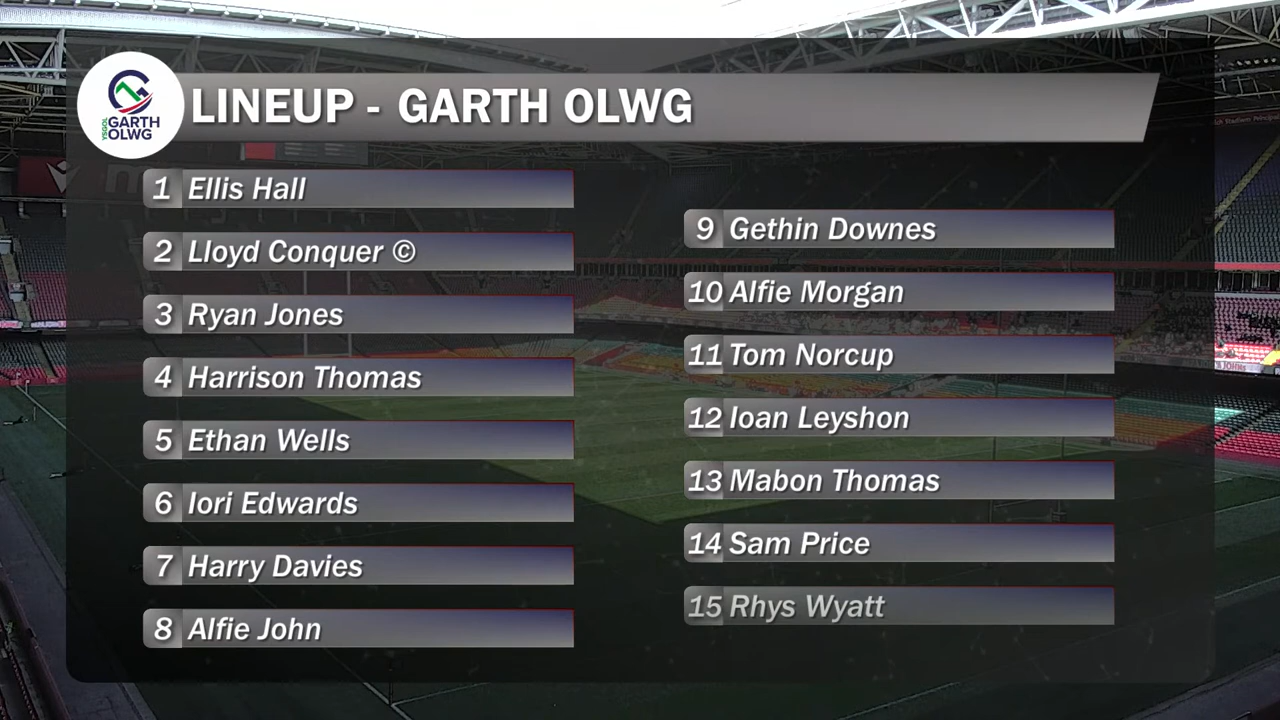 YSGOL
GARTH
OLWG
LINEUP - GARTH OLWG
1 Ellis Hall
2 Lloyd Conquer ©
3 Ryan Jones
4 Harrison Thomas
5 Ethan Wells
6 Iori Edwards
7 Harry Davies
8 Alfie John
9 Gethin Downes
10 Alfie Morgan
11 Tom Norcup
12 Ioan Leyshon
13 Mabon Thomas
14 Sam Price
15 Rhys Wyatt